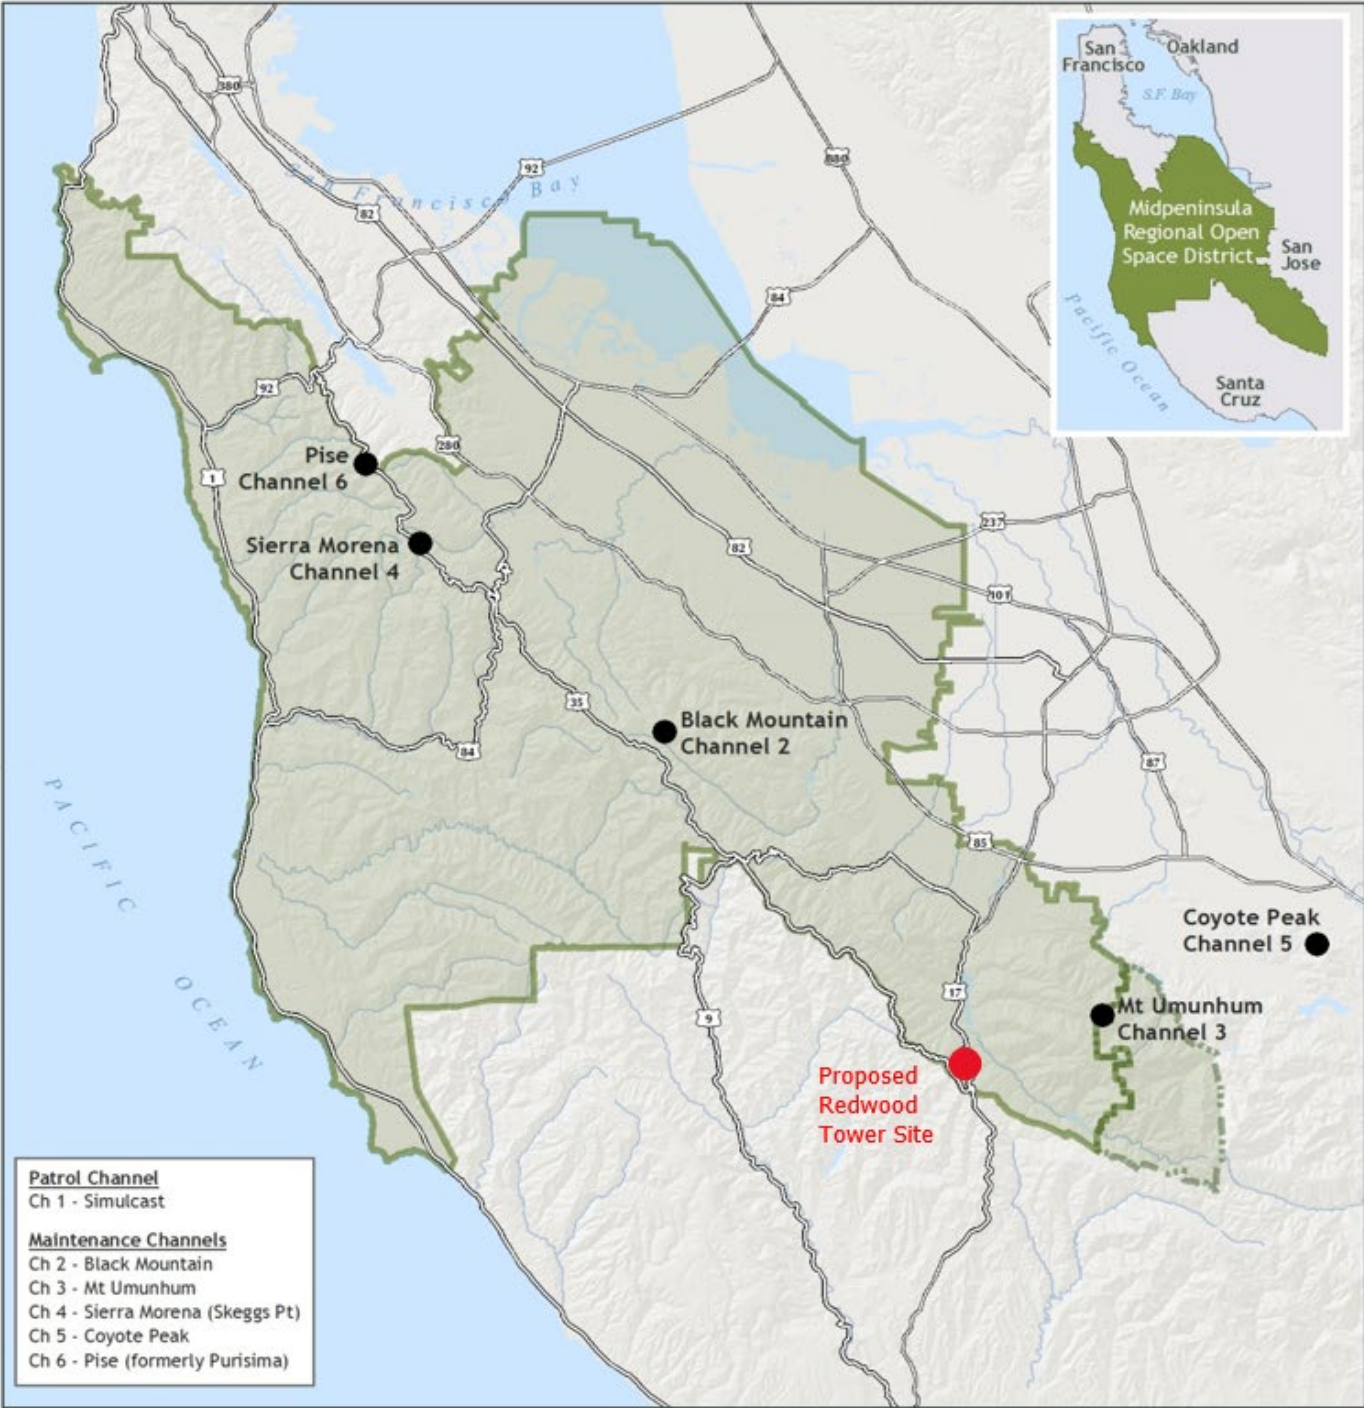 380
92
880
San Francisco Bay
82
84
92
280
1
Pise
Channel 6
Sierra Morena
Channel 4
237
82
101
35
Black Mountain
Channel 2
84
87
85
PACIFIC
OCEAN
Coyote Peak
Channel 5
17
9
Mt Umunhum
Channel 3
Proposed
Redwood
Tower Site
San
Francisco
Oakland
S.F. Bay
Midpeninsula
Regional Open
Space District
San
Jose
Pacific Ocean
Santa
Cruz
Patrol Channel
Ch 1 - Simulcast
Maintenance Channels
Ch 2 - Black Mountain
Ch 3 - Mt Umunhum
Ch 4 - Sierra Morena (Skeggs Pt)
Ch 5 - Coyote Peak
Ch 6 - Pise (formerly Purisima)